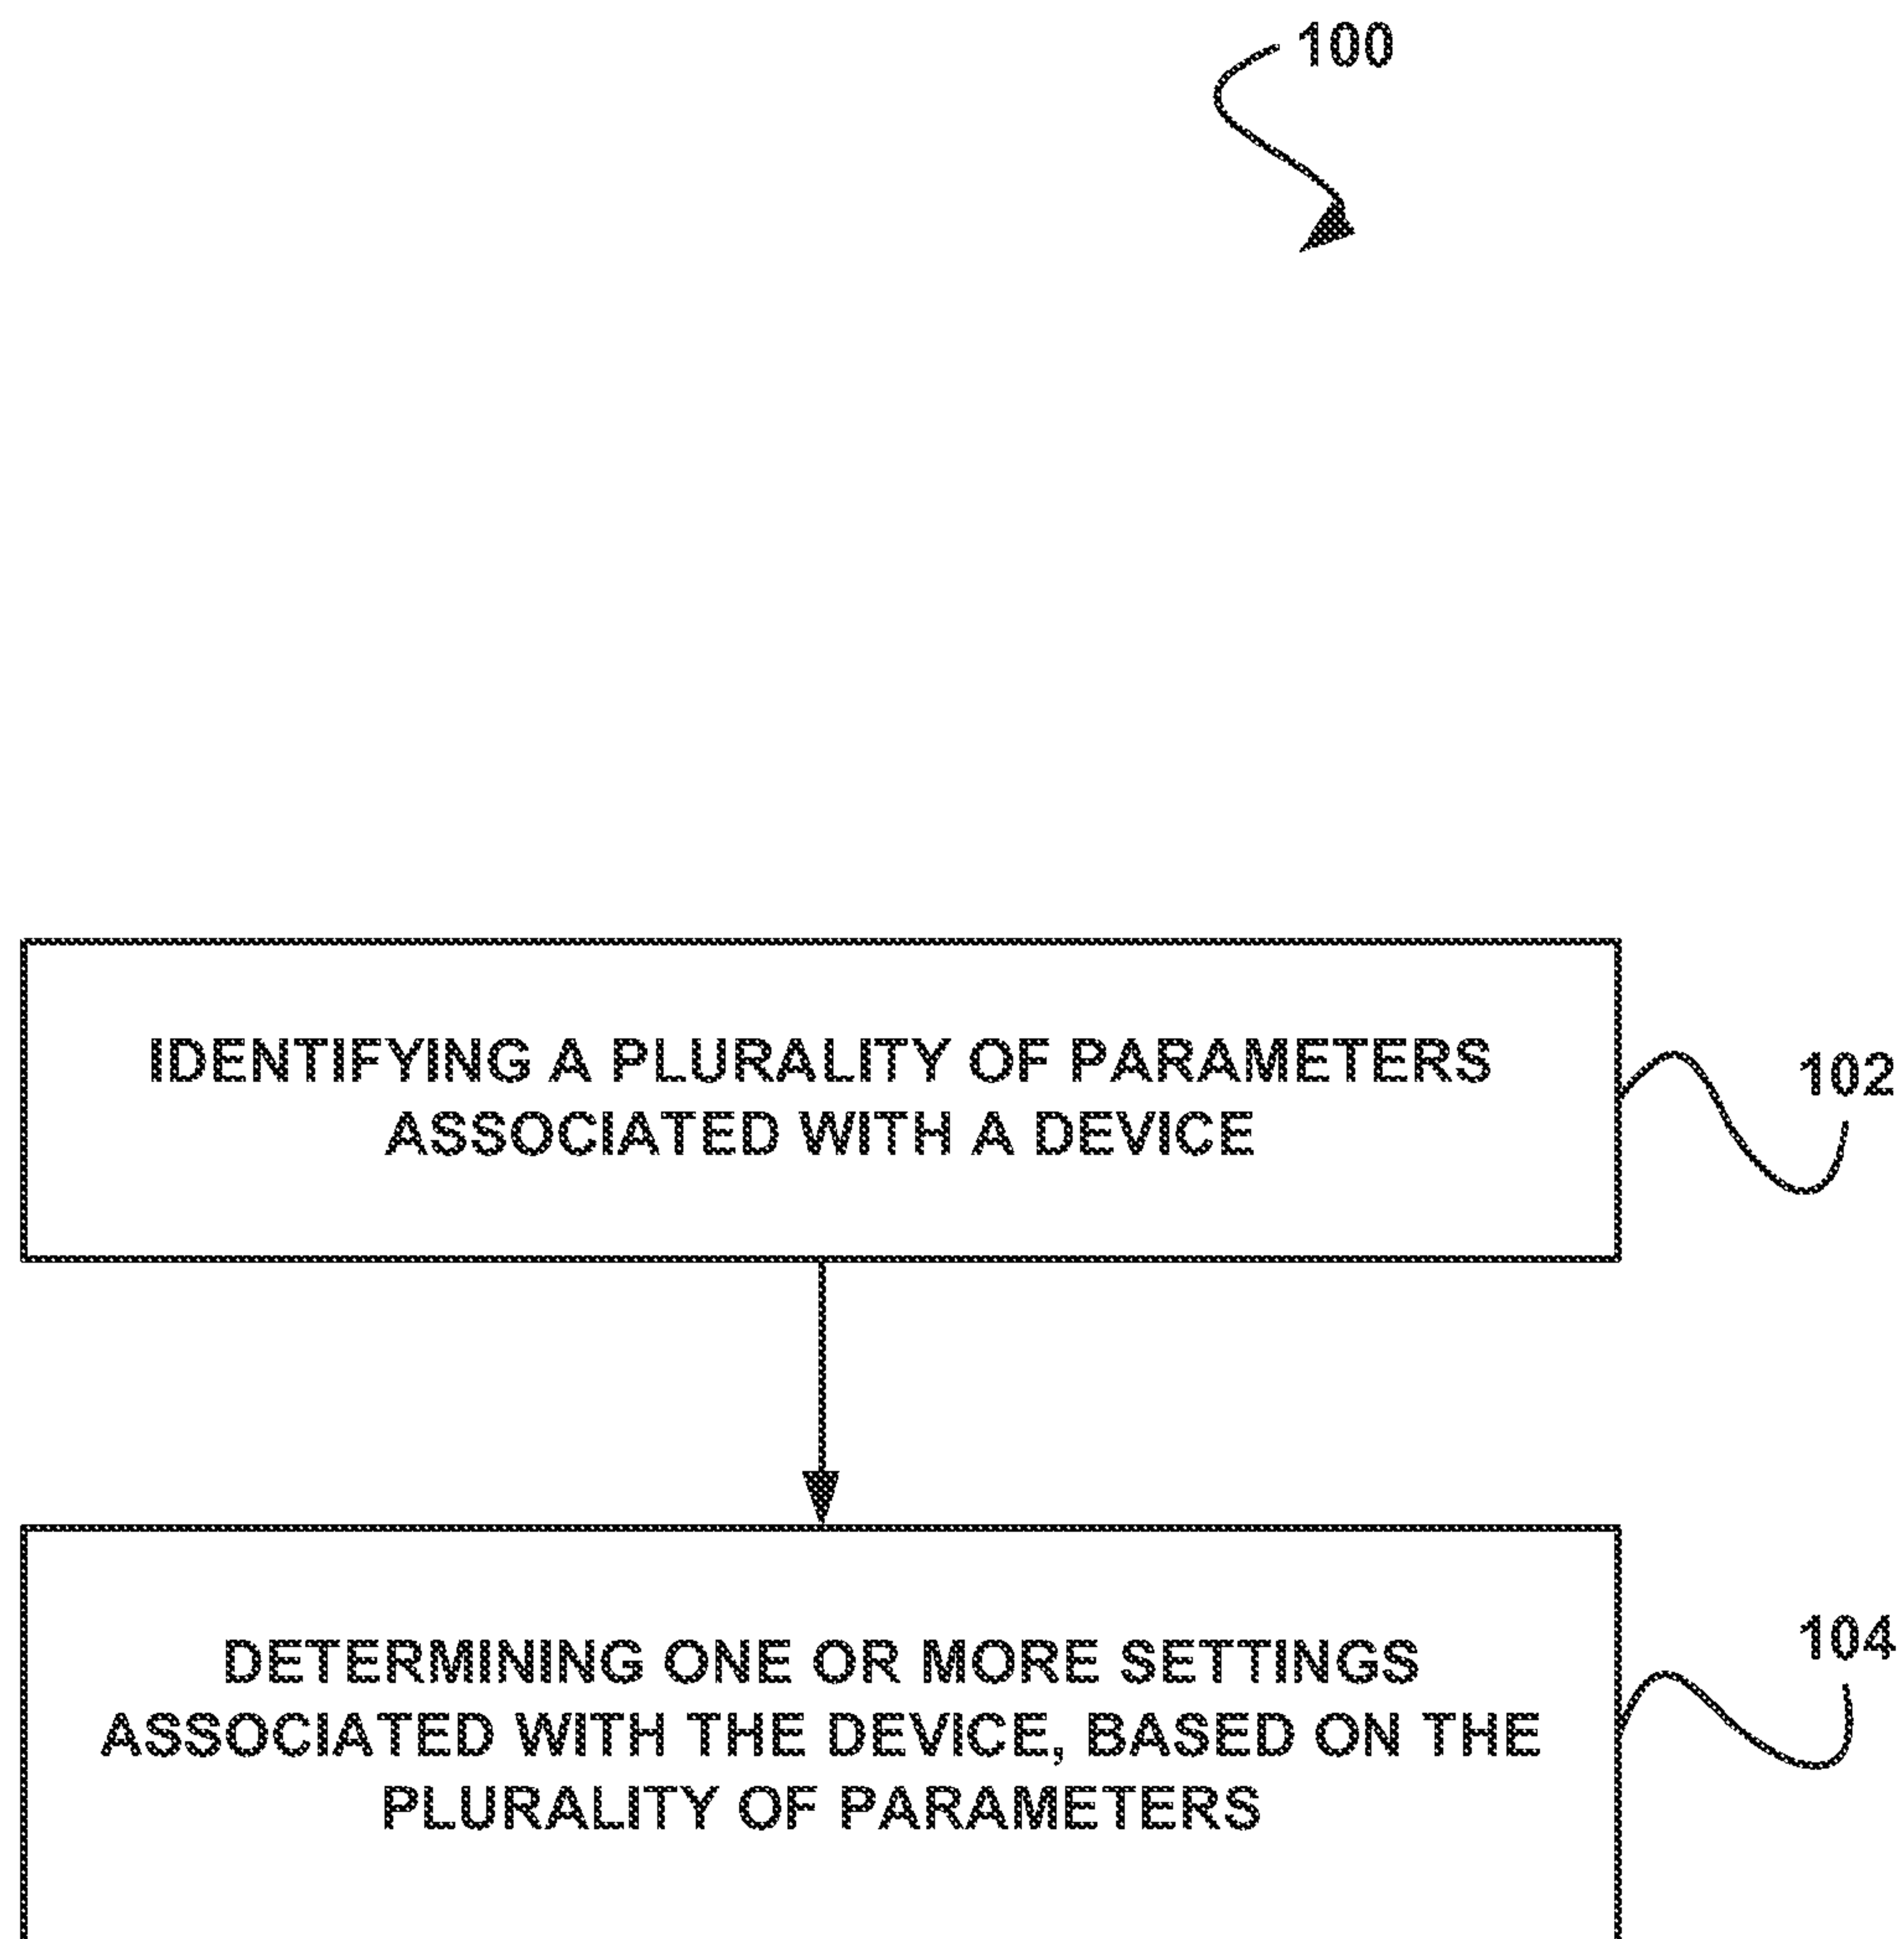 100
IDENTIFYING A PLURALITY OF PARAMETERS
ASSOCIATED WITH A DEVICE
102
DETERMINING ONE OR MORE SETTINGS
ASSOCIATED WITH THE DEVICE, BASED ON THE
PLURALITY OF PARAMETERS
104